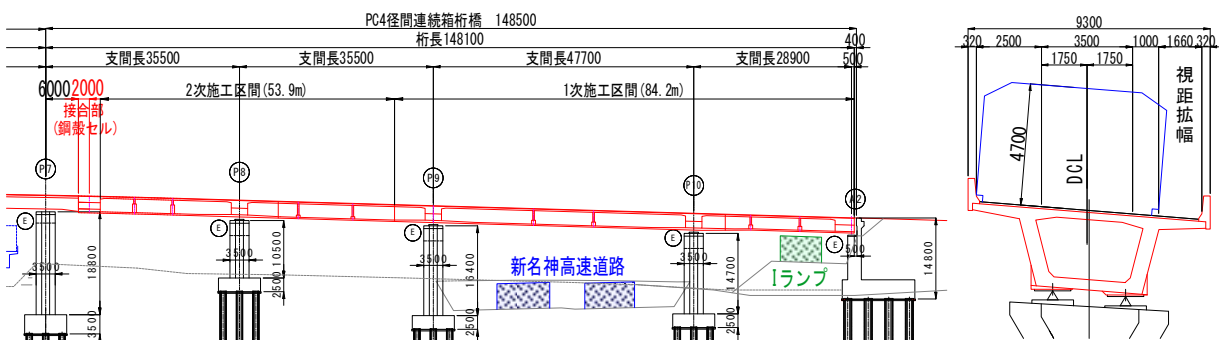 PC4径間連続箱桁橋 148500
桁長148100
400
支間長35500
支間長35500
支間長47700
支間長28900
500
6000
2000
2次施工区間(53.9m)
1次施工区間(84.2m)
接合部
(鋼殻セル)
P7
P8
P9
P10
A2
E
E
E
E
E
3500
18800
3500
3500
10500
2500
3500
16400
2500
3500
14700
2500
500
14800
新名神高速道路
Iランプ
9300
320
2500
3500
1000
1660
320
1750
1750
視距拡幅
4700
DCL